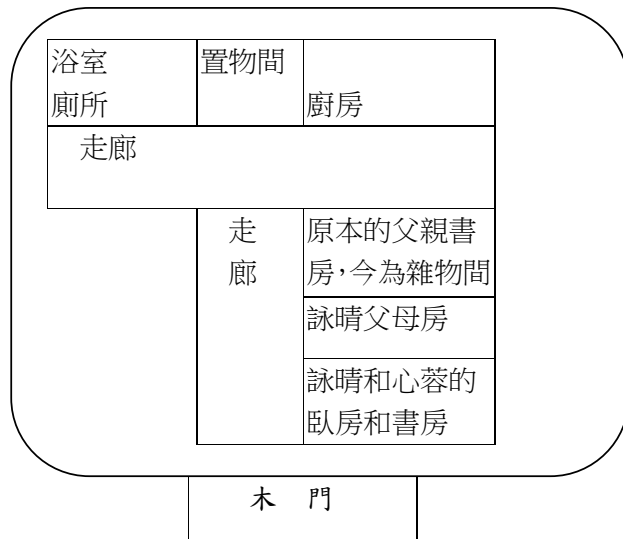 浴室
廁所
置物間
廚房
走廊
走
廊
原本的父親書
房,今為雜物間
詠晴父母房
詠晴和心蓉的
臥房和書房
木 門